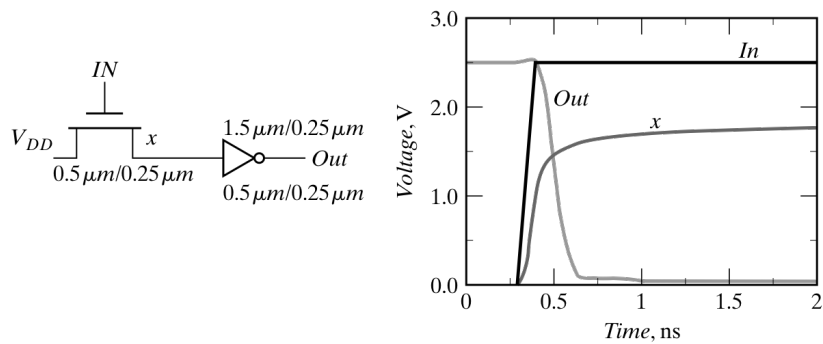 IN
V_DD
x
0.5 μm/0.25 μm
1.5 μm/0.25 μm
Out
0.5 μm/0.25 μm
3.0
2.0
1.0
0.0
Voltage, V
In
Out
x
0
0.5
1
1.5
2
Time, ns